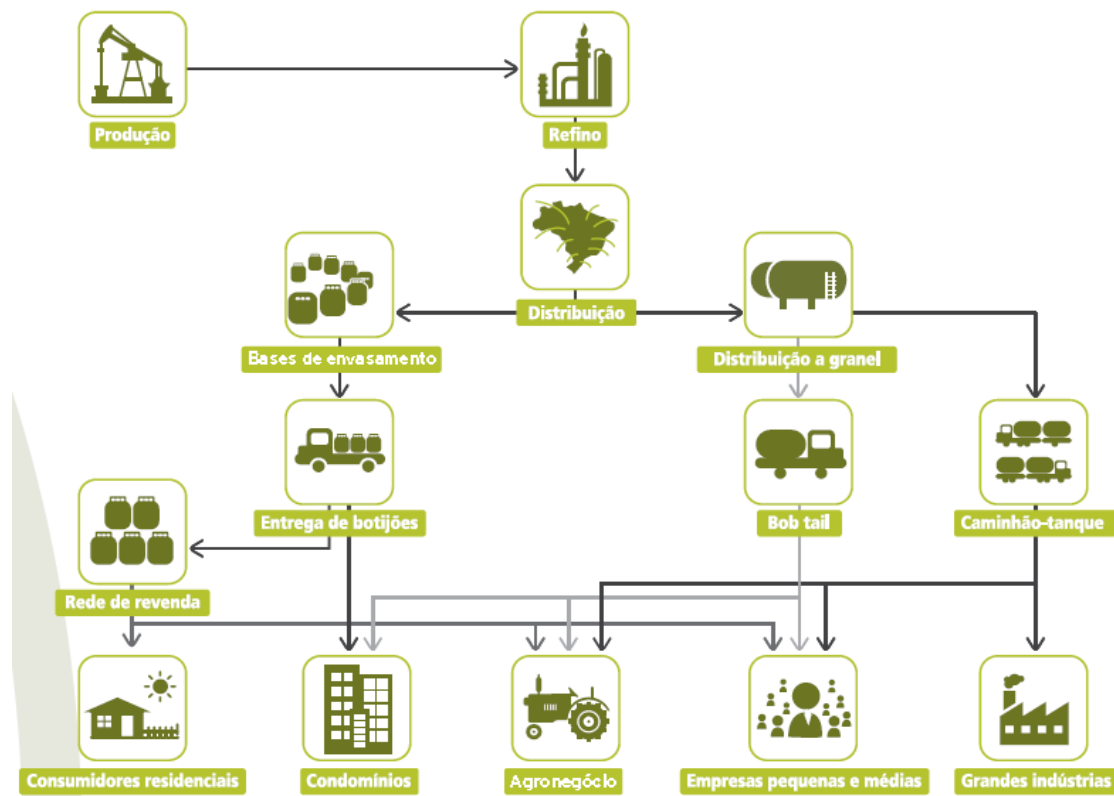 Produção
Refino
Distribuição
Bases de envasamento
Distribuição a granel
Entrega de botijões
Bob tail
Caminhão-tanque
Rede de revenda
Consumidores residenciais
Condomínios
Agronegócio
Empresas pequenas e médias
Grandes indústrias